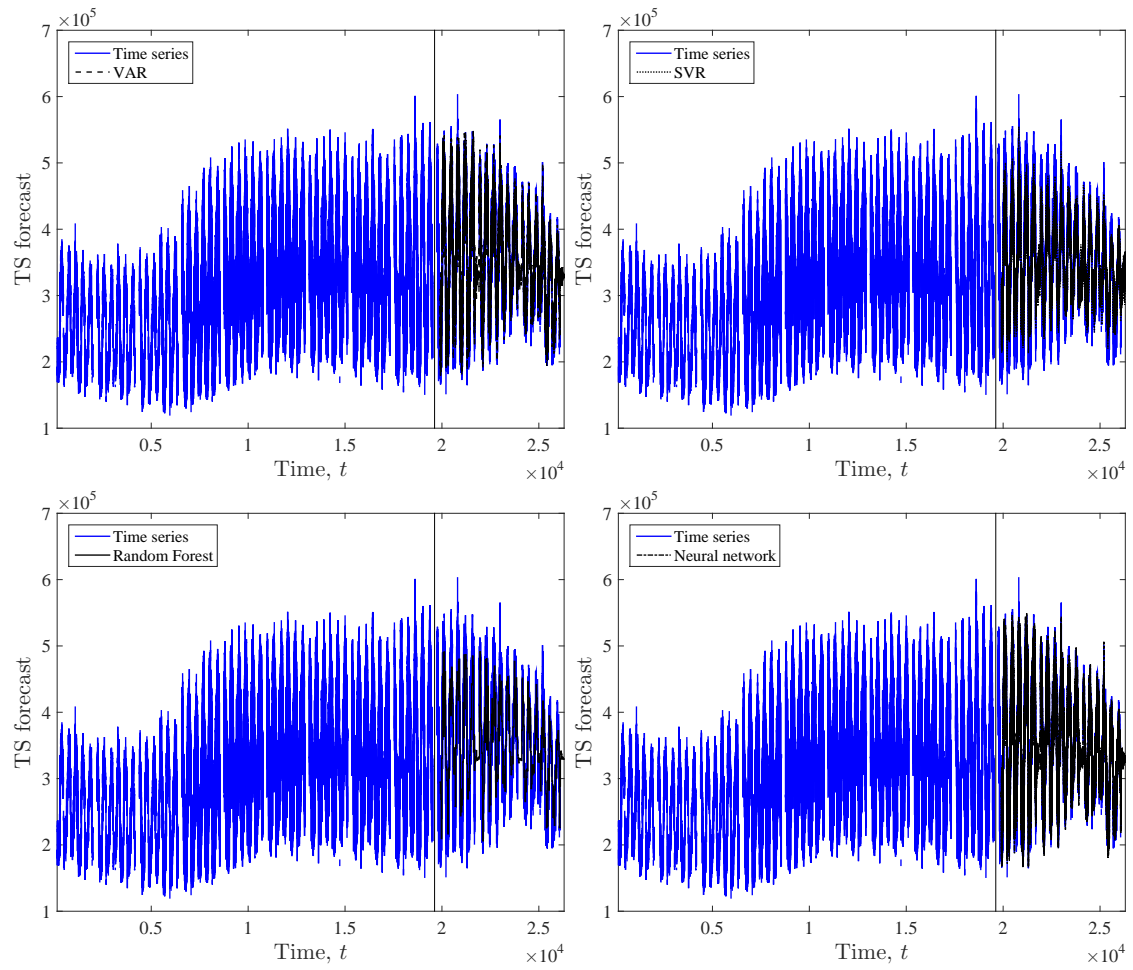 ×10^5
7
6
5
4
3
2
1
TS forecast
Time series
VAR
0.5 1 1.5 2 2.5
Time, t
×10^4
×10^5
7
6
5
4
3
2
1
TS forecast
Time series
SVR
0.5 1 1.5 2 2.5
Time, t
×10^4
×10^5
7
6
5
4
3
2
1
TS forecast
Time series
Random Forest
0.5 1 1.5 2 2.5
Time, t
×10^4
×10^5
7
6
5
4
3
2
1
TS forecast
Time series
Neural network
0.5 1 1.5 2 2.5
Time, t
×10^4